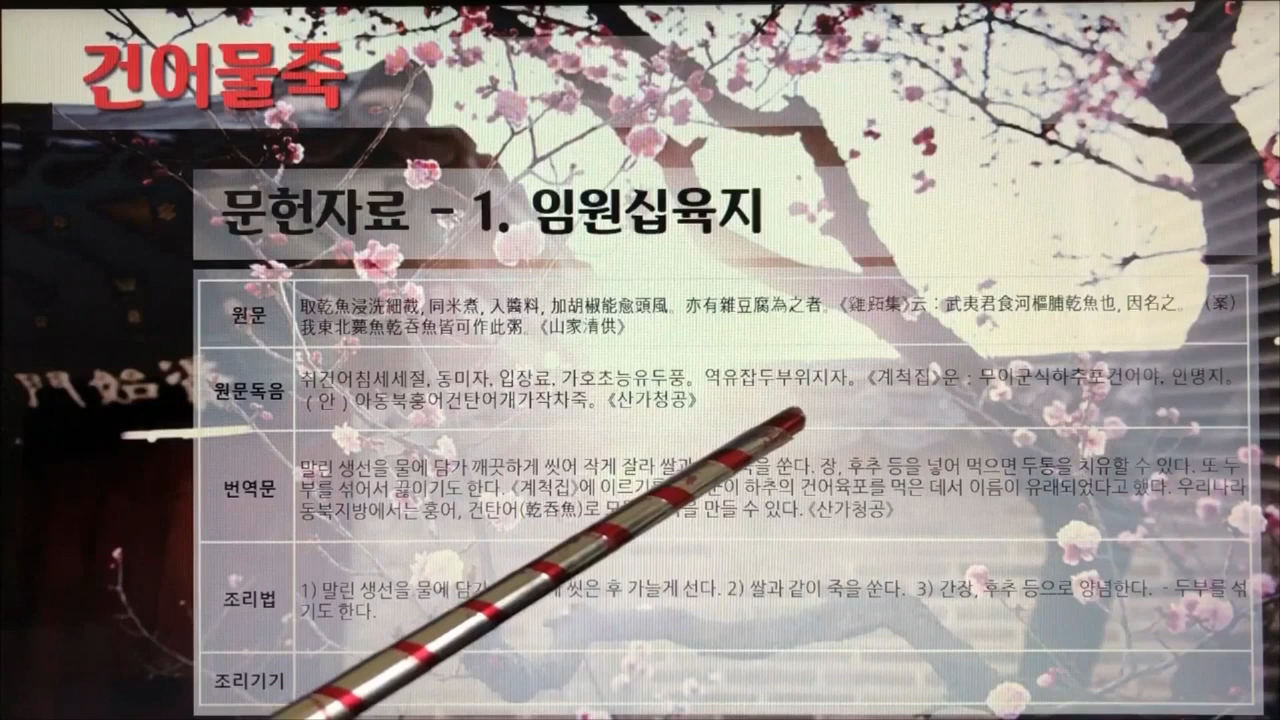 건어물죽
문헌자료 - 1. 임원십육지
원문
取乾魚浸洗細截, 同米煮, 入醬料, 加胡椒能愈頭風。亦有雜豆腐為之者。《雞跖集》云：武夷君食河樞脯乾魚也, 因名之。（案）
我東北薧魚乾吞魚皆可作此粥。《山家清供》
원문독음
취건어침세세절, 동미자, 입장료, 가호초능유두풍。역유잡두부위지자。《계척집》운 : 무이군식하추포건어야, 인명지。
( 안 ) 아동북홍어건탄어개가작차죽。《산가청공》
번역문
말린 생선을 물에 담가 깨끗하게 씻어 작게 잘라 쌀과 쑨다. 장, 후추 등을 넣어 먹으면 두통을 치유할 수 있다. 또 두
부를 섞어서 끓이기도 한다. 《계척집》에 이르기를 하추의 건어육포를 먹은 데서 이름이 유래되었다고 했다. 우리나라
동북지방에서는 홍어, 건탄어(乾吞魚)로 만들 수 있다. 《산가청공》
조리법
1) 말린 생선을 물에 담가 씻은 후 가늘게 선다. 2) 쌀과 같이 죽을 쑨다. 3) 간장, 후추 등으로 양념한다. - 두부를 섞
기도 한다.
조리기기
門始